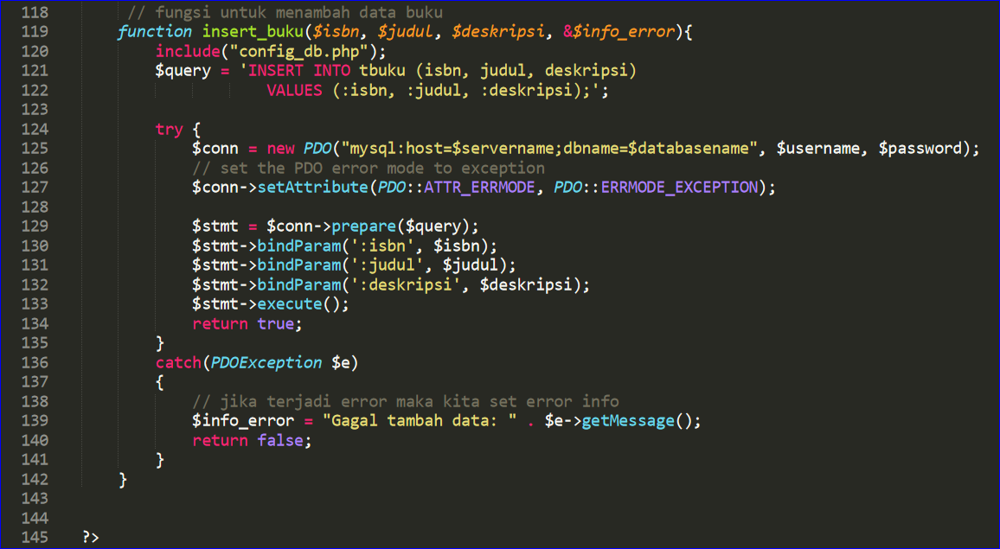 118 // fungsi untuk menambah data buku
119 function insert_buku($isbn, $judul, $deskripsi, &$info_error){
120 include("config_db.php");
121 $query = 'INSERT INTO tbuku (isbn, judul, deskripsi)
122 VALUES (:isbn, :judul, :deskripsi);';
123
124 try {
125 $conn = new PDO("mysql:host=$servername;dbname=$databasename", $username, $password);
126 // set the PDO error mode to exception
127 $conn->setAttribute(PDO::ATTR_ERRMODE, PDO::ERRMODE_EXCEPTION);
128
129 $stmt = $conn->prepare($query);
130 $stmt->bindParam(':isbn', $isbn);
131 $stmt->bindParam(':judul', $judul);
132 $stmt->bindParam(':deskripsi', $deskripsi);
133 $stmt->execute();
134 return true;
135 }
136 catch(PDOException $e)
137 {
138 // jika terjadi error maka kita set error info
139 $info_error = "Gagal tambah data: " . $e->getMessage();
140 return false;
141 }
142 }
143
144
145 ?>